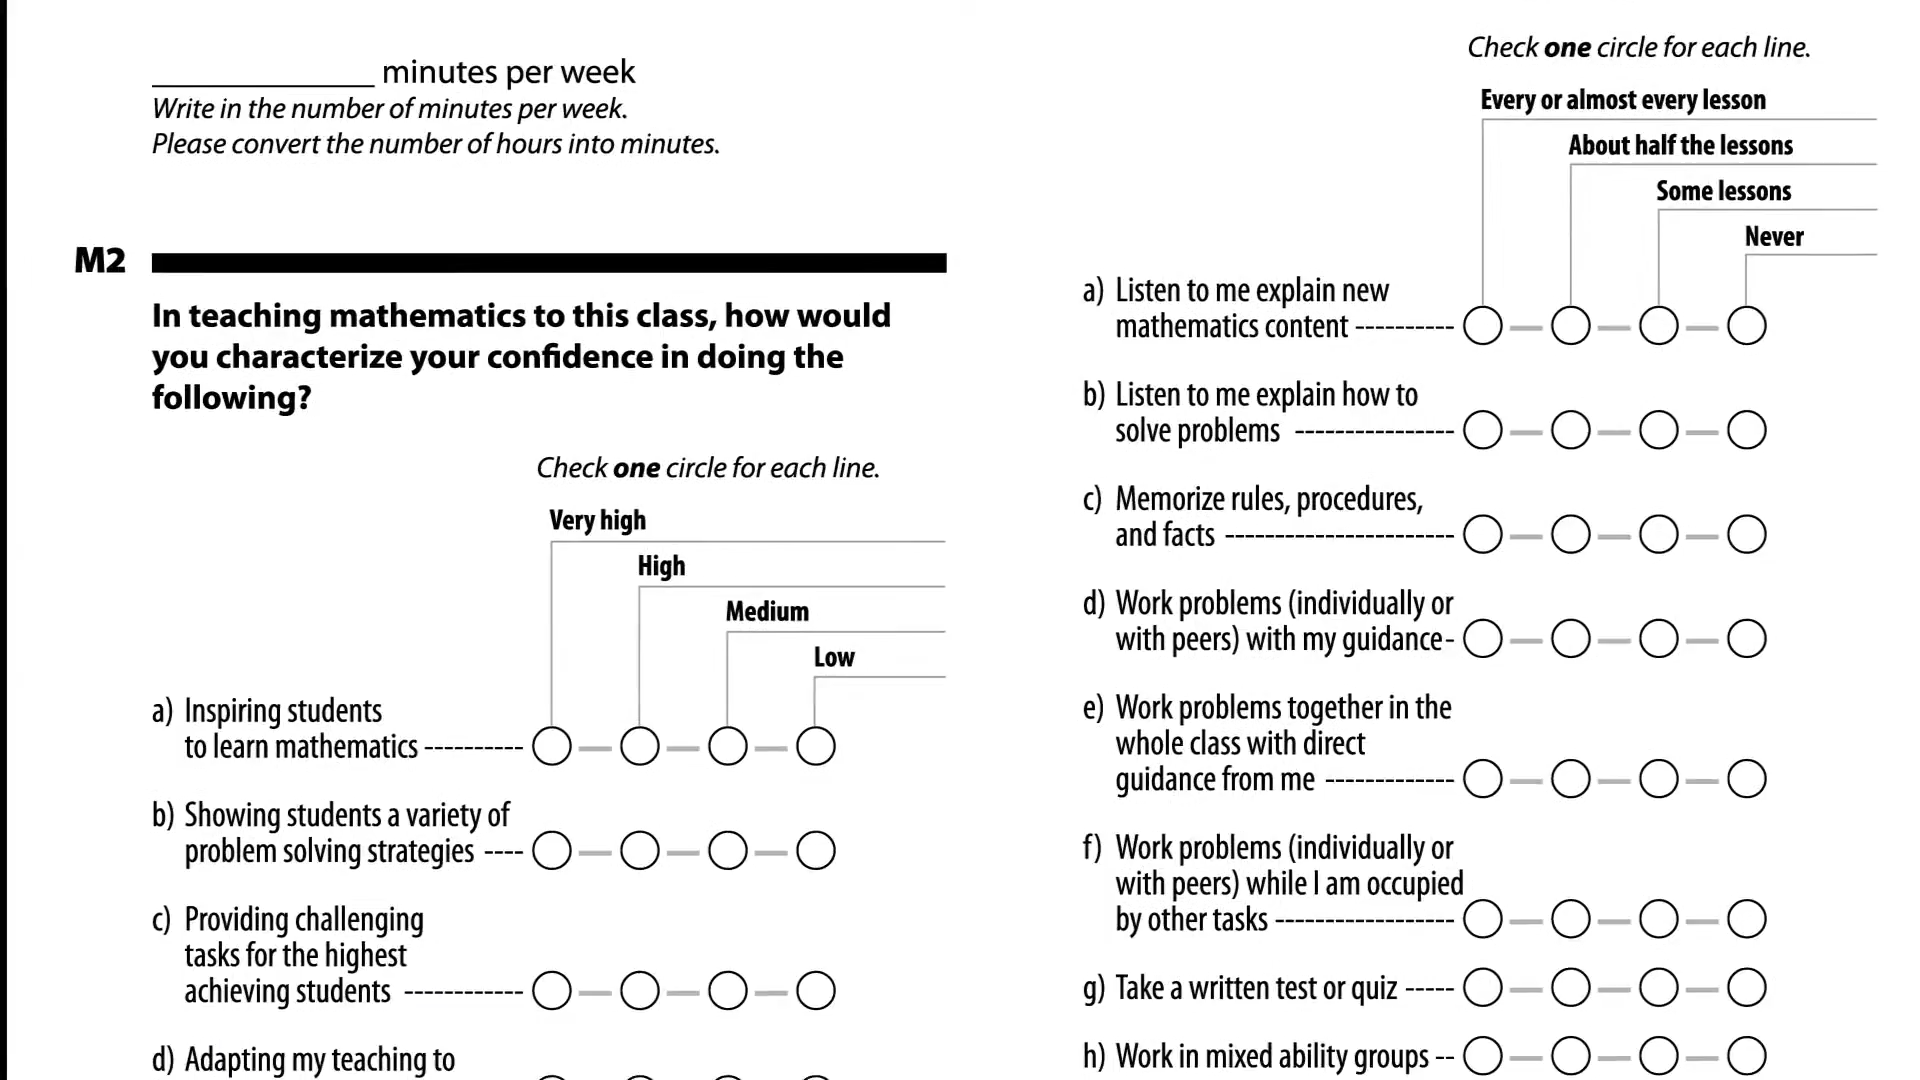 ____________ minutes per week
Write in the number of minutes per week.
Please convert the number of hours into minutes.
M2
In teaching mathematics to this class, how would
you characterize your confidence in doing the
following?
Check one circle for each line.
Very high
High
Medium
Low
a) Inspiring students
to learn mathematics ----------
b) Showing students a variety of
problem solving strategies ----
c) Providing challenging
tasks for the highest
achieving students ------------
d) Adapting my teaching to
Check one circle for each line.
Every or almost every lesson
About half the lessons
Some lessons
Never
a) Listen to me explain new
mathematics content ----------
b) Listen to me explain how to
solve problems ----------------
c) Memorize rules, procedures,
and facts -----------------------
d) Work problems (individually or
with peers) with my guidance-
e) Work problems together in the
whole class with direct
guidance from me -------------
f) Work problems (individually or
with peers) while I am occupied
by other tasks ------------------
g) Take a written test or quiz -----
h) Work in mixed ability groups --